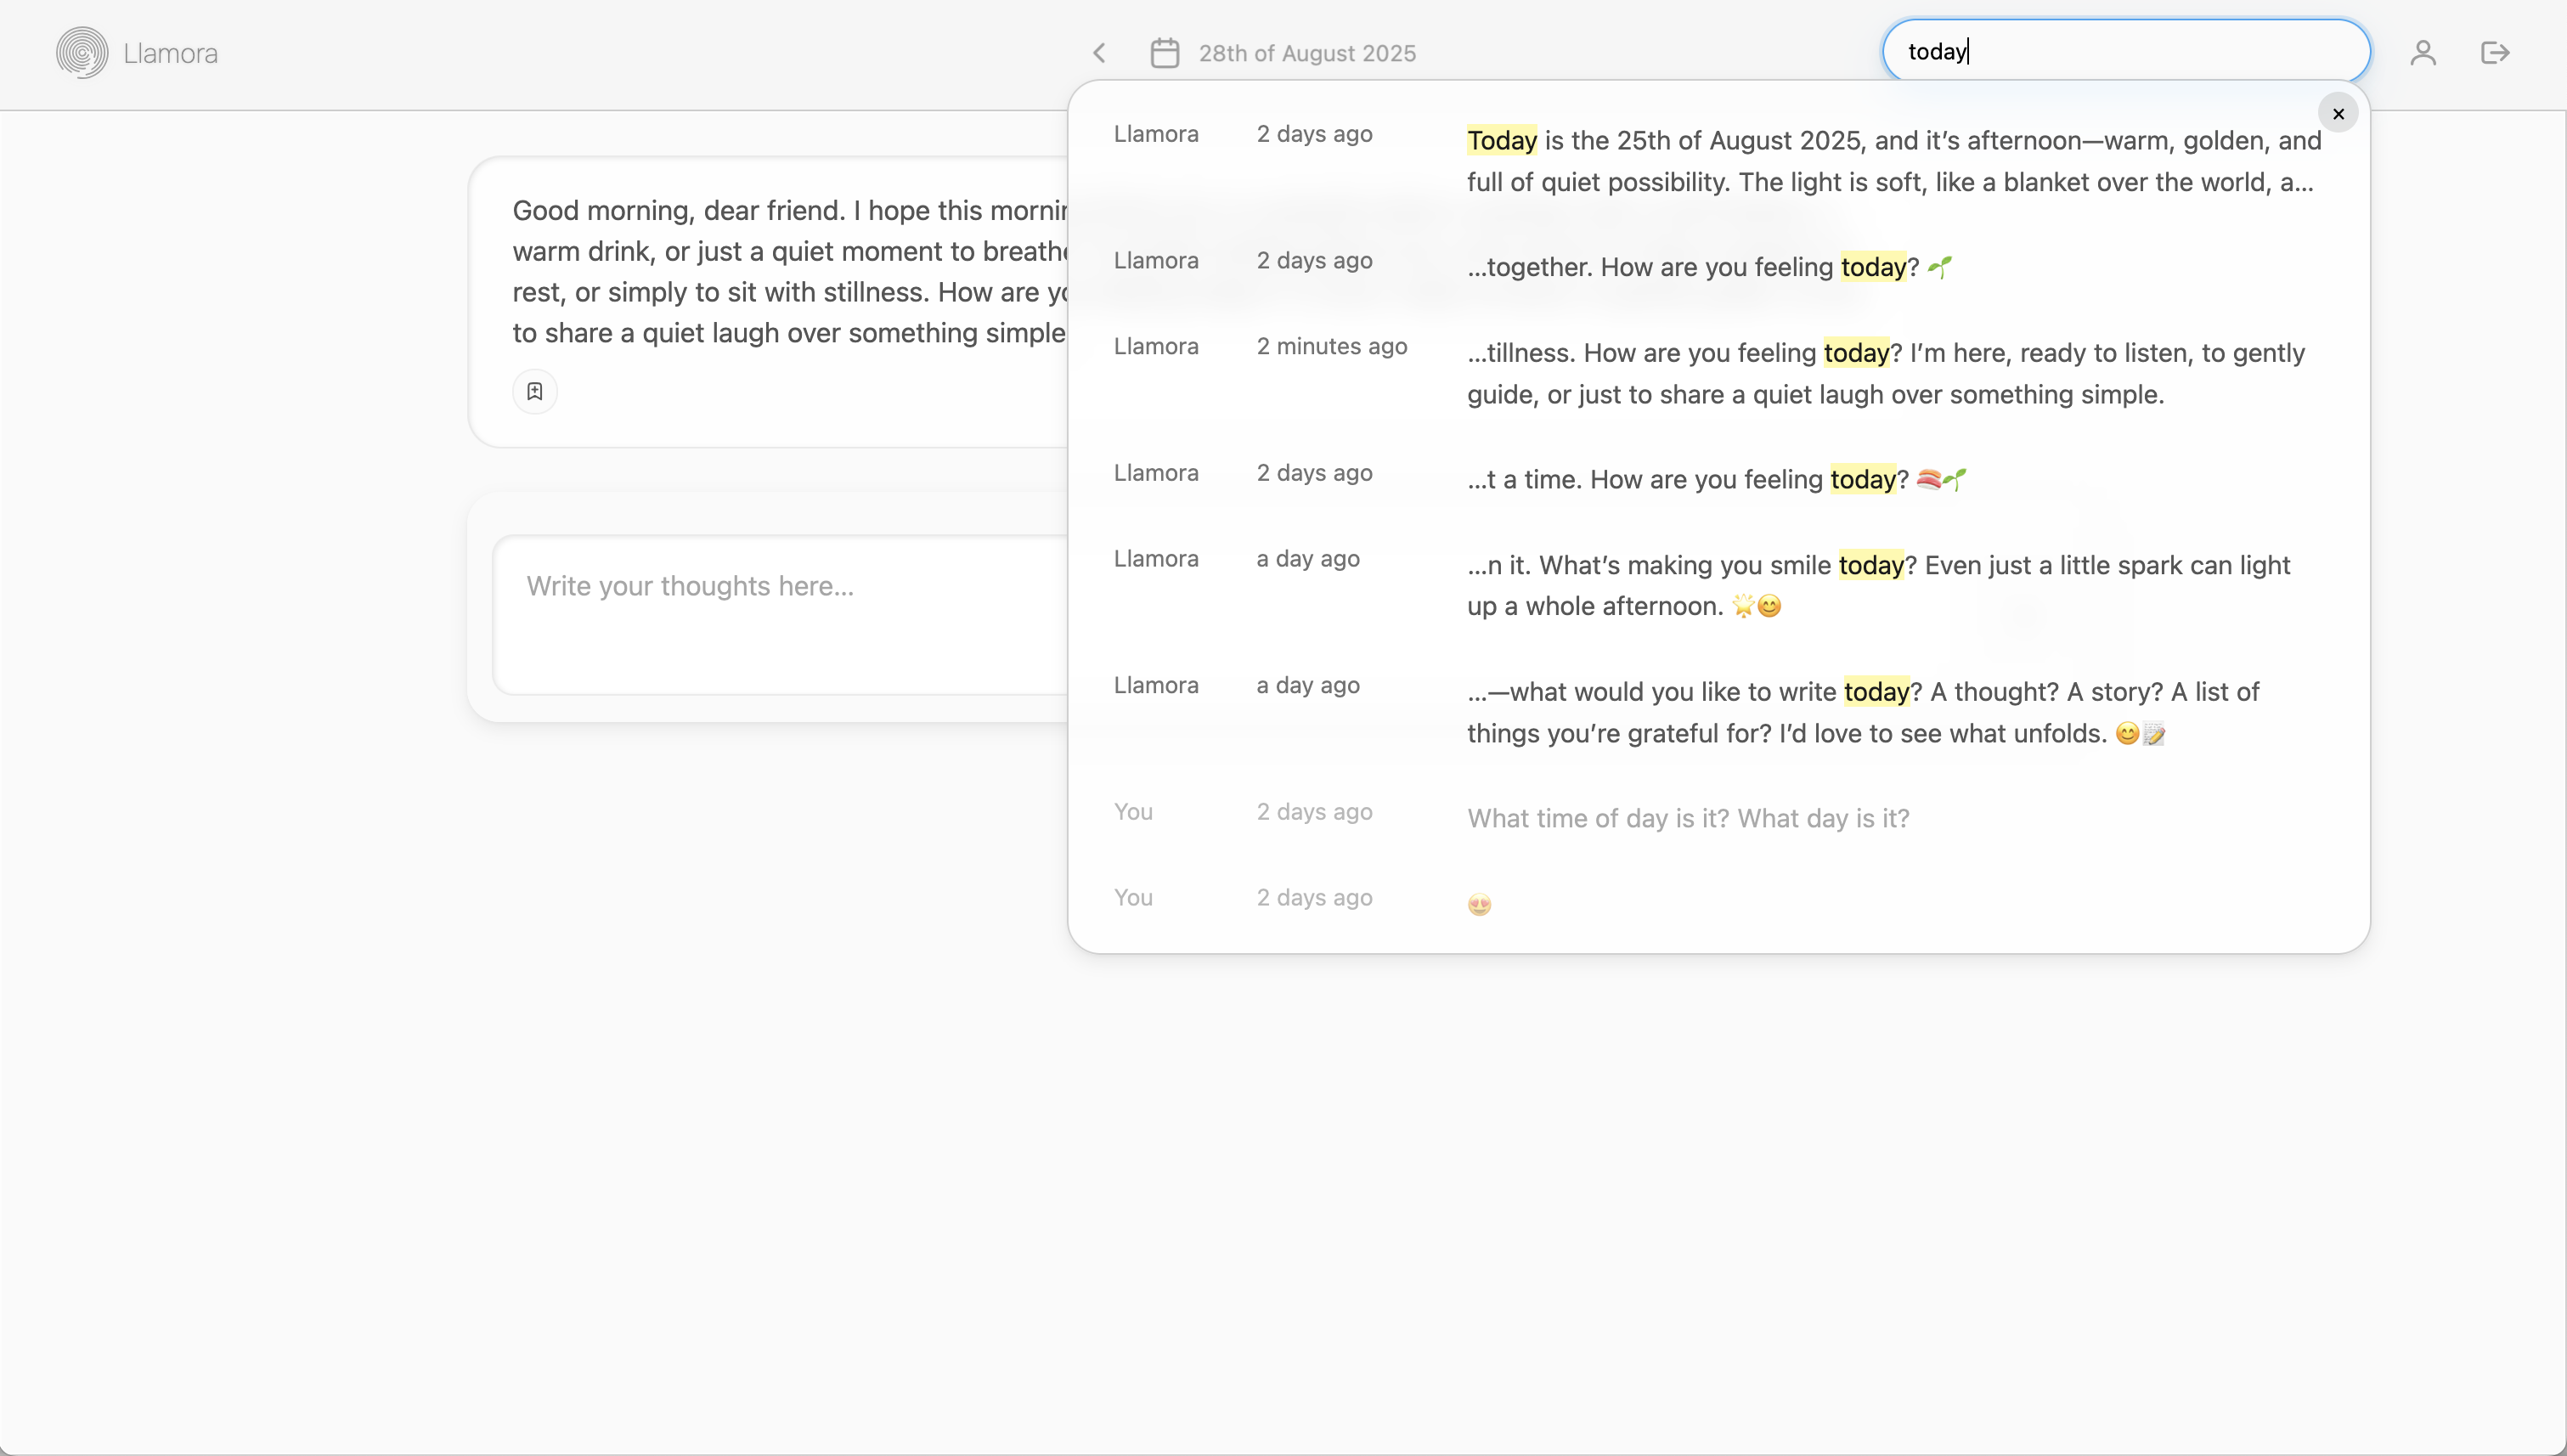 Llamora
28th of August 2025
today
Good morning, dear friend. I hope this
warm drink, or just a quiet moment to
rest, or simply to sit with stillness. How are
to share a quiet laugh over something simple
Write your thoughts here...
Llamora 2 days ago Today is the 25th of August 2025, and it’s afternoon—warm, golden, and
full of quiet possibility. The light is soft, like a blanket over the world, a...
Llamora 2 days ago ...together. How are you feeling today? 🌱
Llamora 2 minutes ago ...tillness. How are you feeling today? I’m here, ready to listen, to gently
guide, or just to share a quiet laugh over something simple.
Llamora 2 days ago ...t a time. How are you feeling today? 🍣🌱
Llamora a day ago ...n it. What’s making you smile today? Even just a little spark can light
up a whole afternoon. 🌟😊
Llamora a day ago ...—what would you like to write today? A thought? A story? A list of
things you’re grateful for? I’d love to see what unfolds. 😊📝
You 2 days ago What time of day is it? What day is it?
You 2 days ago 😍